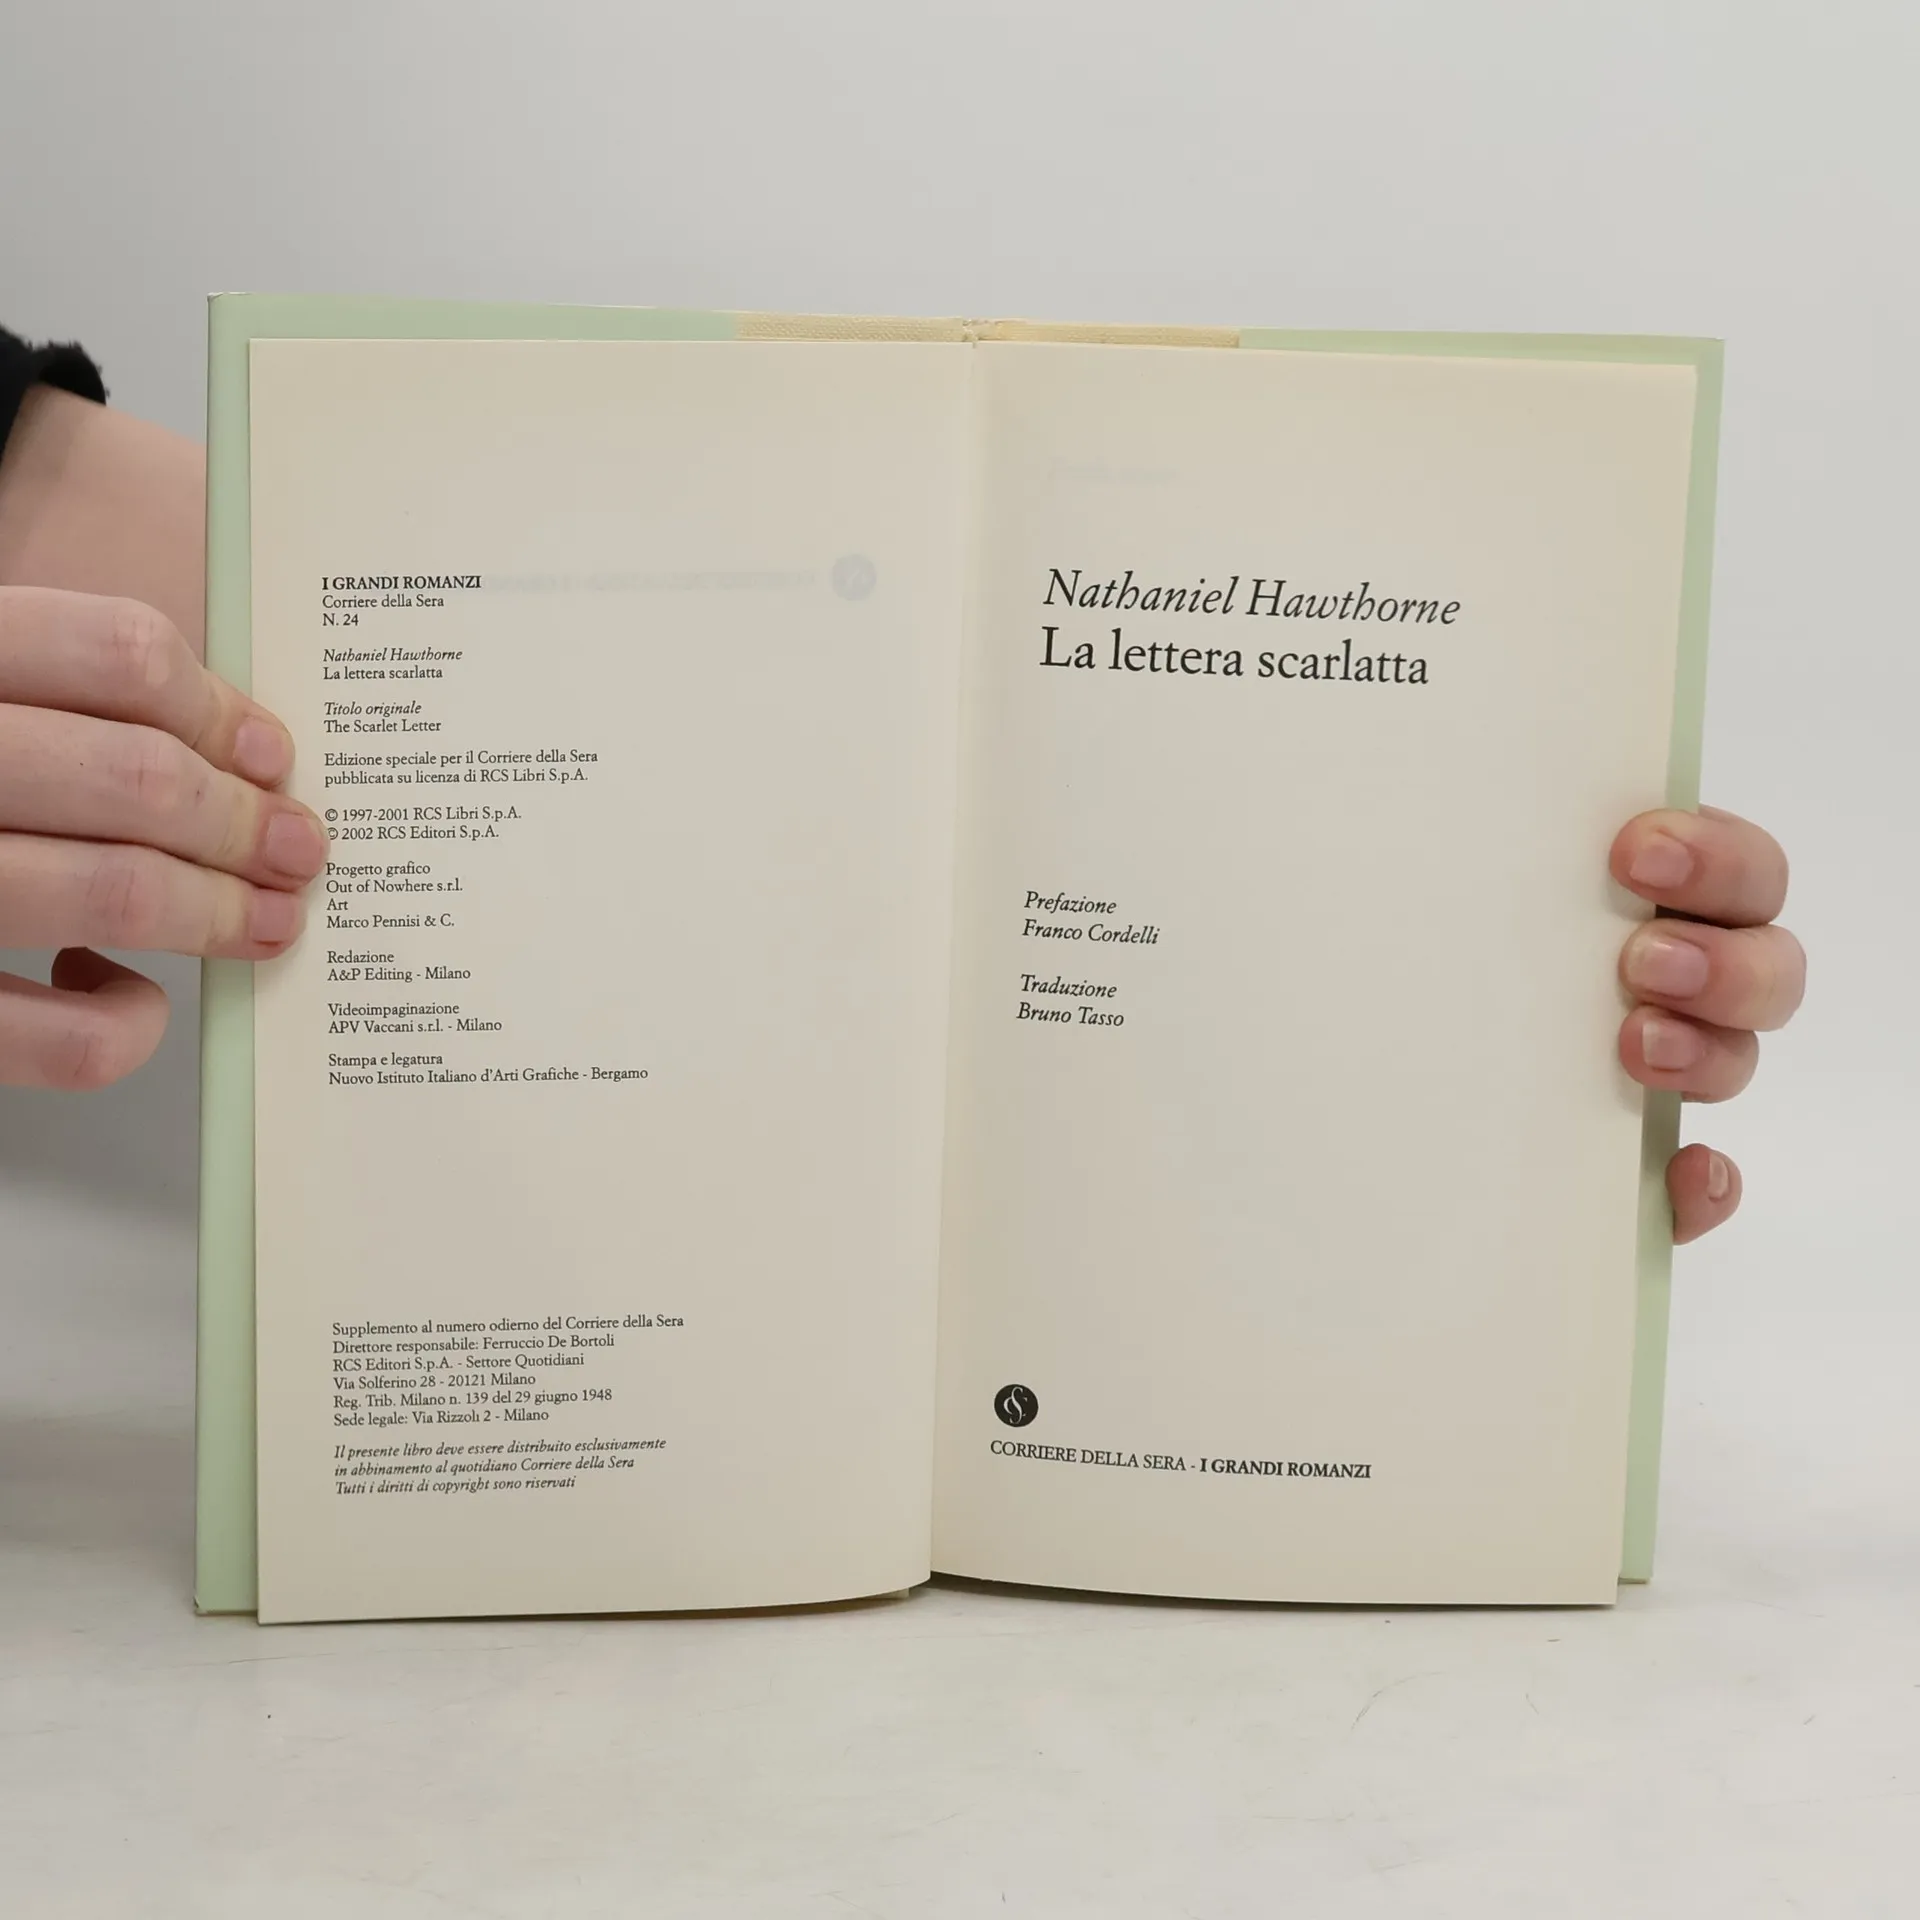 I GRANDI ROMANZI
Corriere della Sera
N. 24
Nathaniel Hawthorne
La lettera scarlatta
Titolo originale
The Scarlet Letter
Edizione speciale per il Corriere della Sera
pubblicata su licenza di RCS Libri S.p.A.
© 1997-2001 RCS Libri S.p.A.
© 2002 RCS Editori S.p.A.
Progetto grafico
Out of Nowhere s.r.l.
Art
Marco Pennisi & C.
Redazione
A&P Editing - Milano
Videoimpaginazione
APV Vaccani s.r.l. - Milano
Stampa e legatura
Nuovo Istituto Italiano d'Arti Grafiche - Bergamo
Supplemento al numero odierno del Corriere della Sera
Direttore responsabile: Ferruccio De Bortoli
RCS Editori S.p.A. - Settore Quotidiani
Via Solferino 28 - 20121 Milano
Reg. Trib. Milano n. 139 del 29 giugno 1948
Sede legale: Via Rizzoli 2 - Milano
Il presente libro deve essere distribuito esclusivamente
in abbinamento al quotidiano Corriere della Sera
Tutti i diritti di copyright sono riservati
Nathaniel Hawthorne
La lettera scarlatta
Prefazione
Franco Cordelli
Traduzione
Bruno Tasso
CORRIERE DELLA SERA - I GRANDI ROMANZI